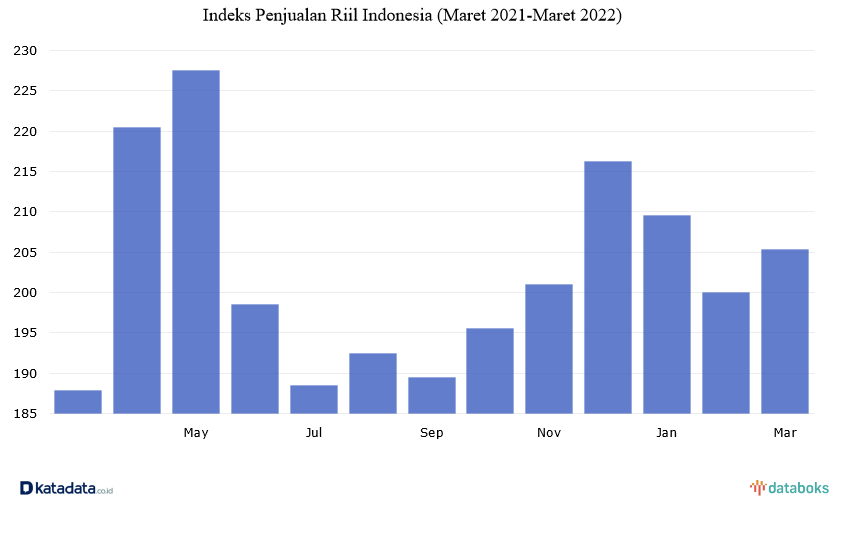 Indeks Penjualan Riil Indonesia (Maret 2021-Maret 2022)
230
225
220
215
210
205
200
195
190
185
May Jul Sep Nov Jan Mar
katadata.co.id
databoks